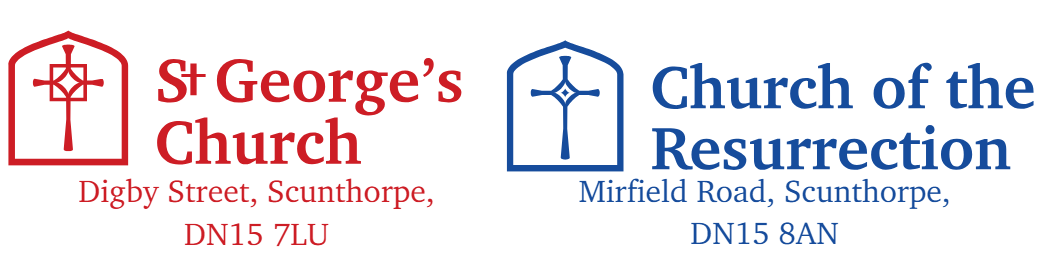 St George’s
Church
Digby Street, Scunthorpe,
DN15 7LU
Church of the
Resurrection
Mirfield Road, Scunthorpe,
DN15 8AN